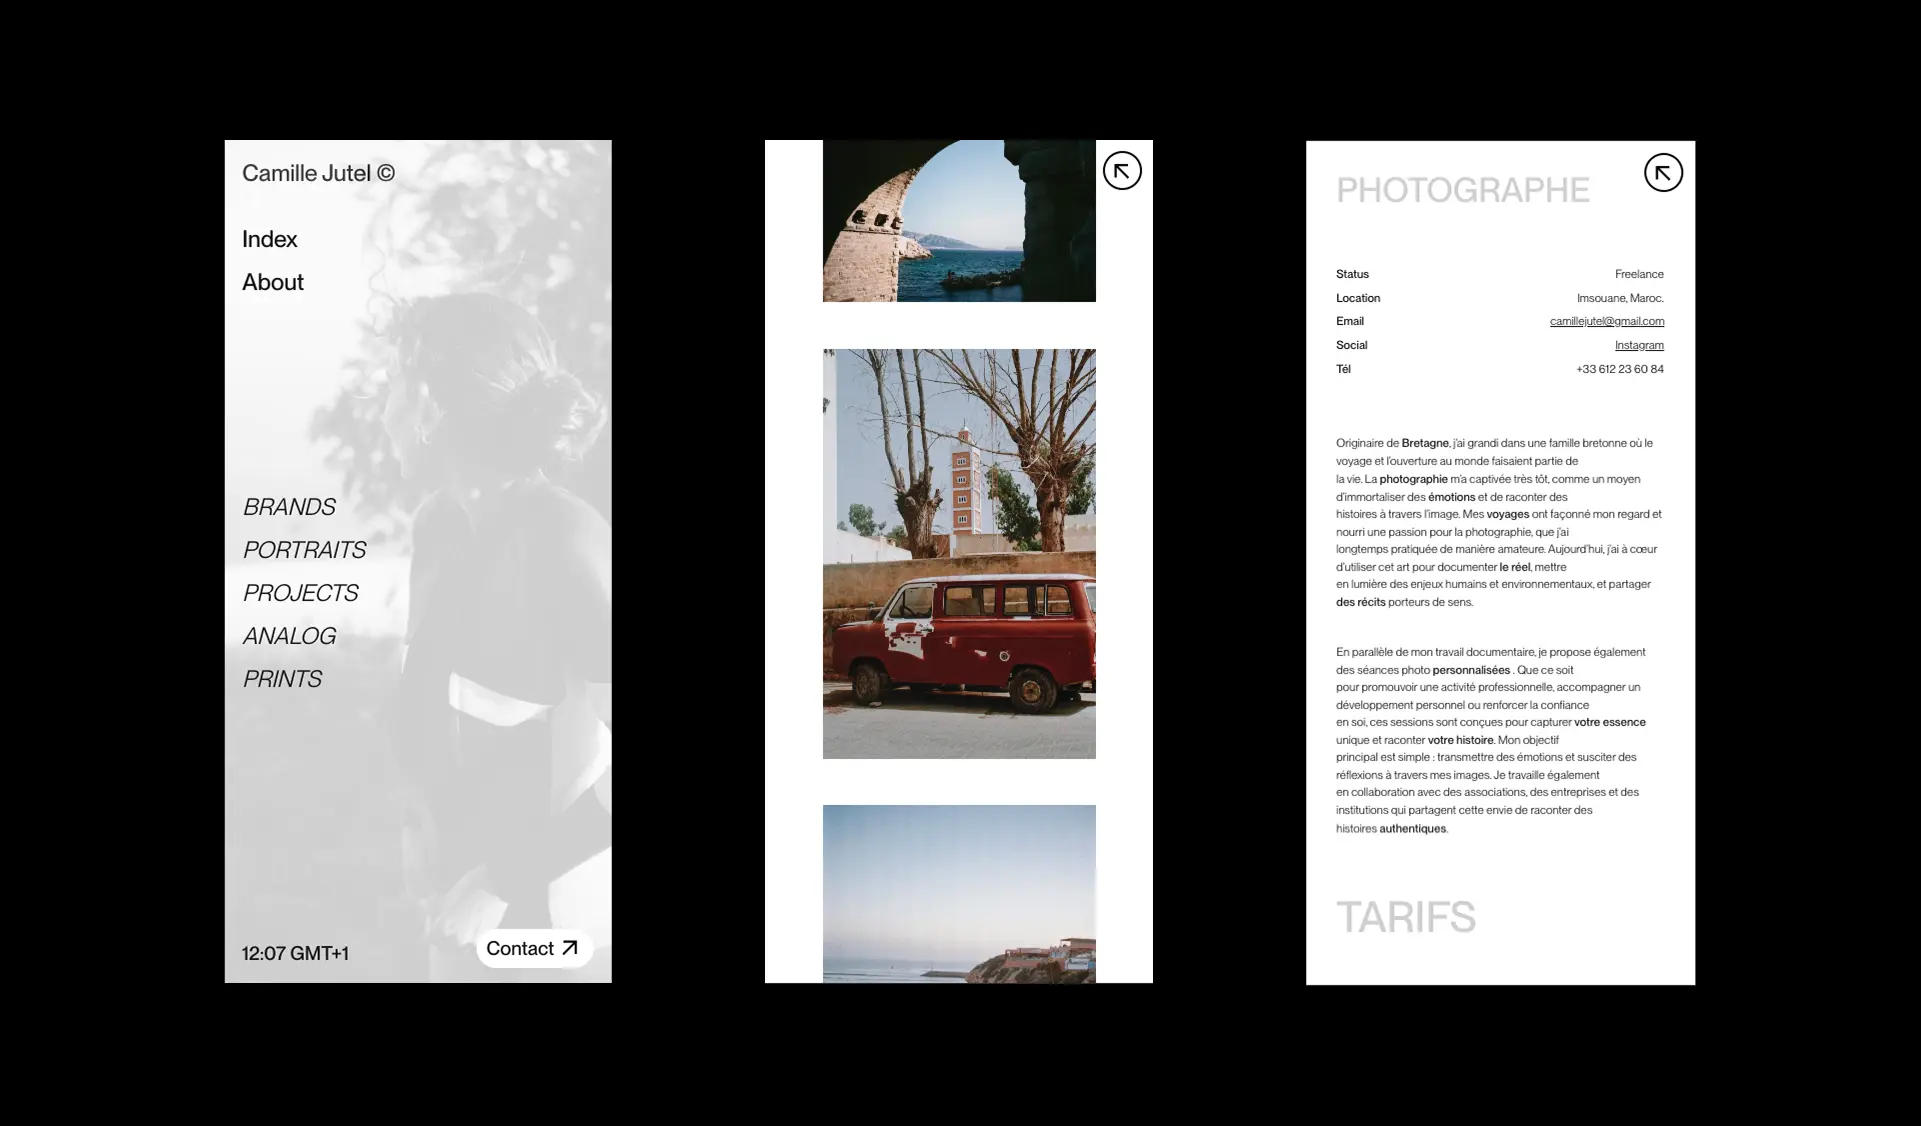 Camille Jutel ©
Index
About
BRANDS
PORTRAITS
PROJECTS
ANALOG
PRINTS
12:07 GMT+1
Contact
PHOTOGRAPHE
Status Freelance
Location Imsouane, Maroc.
Email camillejutel@gmail.com
Social Instagram
Tél +33 612 23 60 84
Originaire de Bretagne, j'ai grandi dans une famille bretonne où le
voyage et l'ouverture au monde faisaient partie de
la vie. La photographie m'a captivée très tôt, comme un moyen
d'immortaliser des émotions et de raconter des
histoires à travers l'image. Mes voyages ont façonné mon regard et
nourri une passion pour la photographie, que j'ai
longtemps pratiquée de manière amateure. Aujourd'hui, j'ai à cœur
d'utiliser cet art pour documenter le réel, mettre
en lumière des enjeux humains et environnementaux, et partager
des récits porteurs de sens.
En parallèle de mon travail documentaire, je propose également
des séances photo personnalisées . Que ce soit
pour promouvoir une activité professionnelle, accompagner un
développement personnel ou renforcer la confiance
en soi, ces sessions sont conçues pour capturer votre essence
unique et raconter votre histoire. Mon objectif
principal est simple : transmettre des émotions et susciter des
réflexions à travers mes images. Je travaille également
en collaboration avec des associations, des entreprises et des
institutions qui partagent cette envie de raconter des
histoires authentiques.
TARIFS